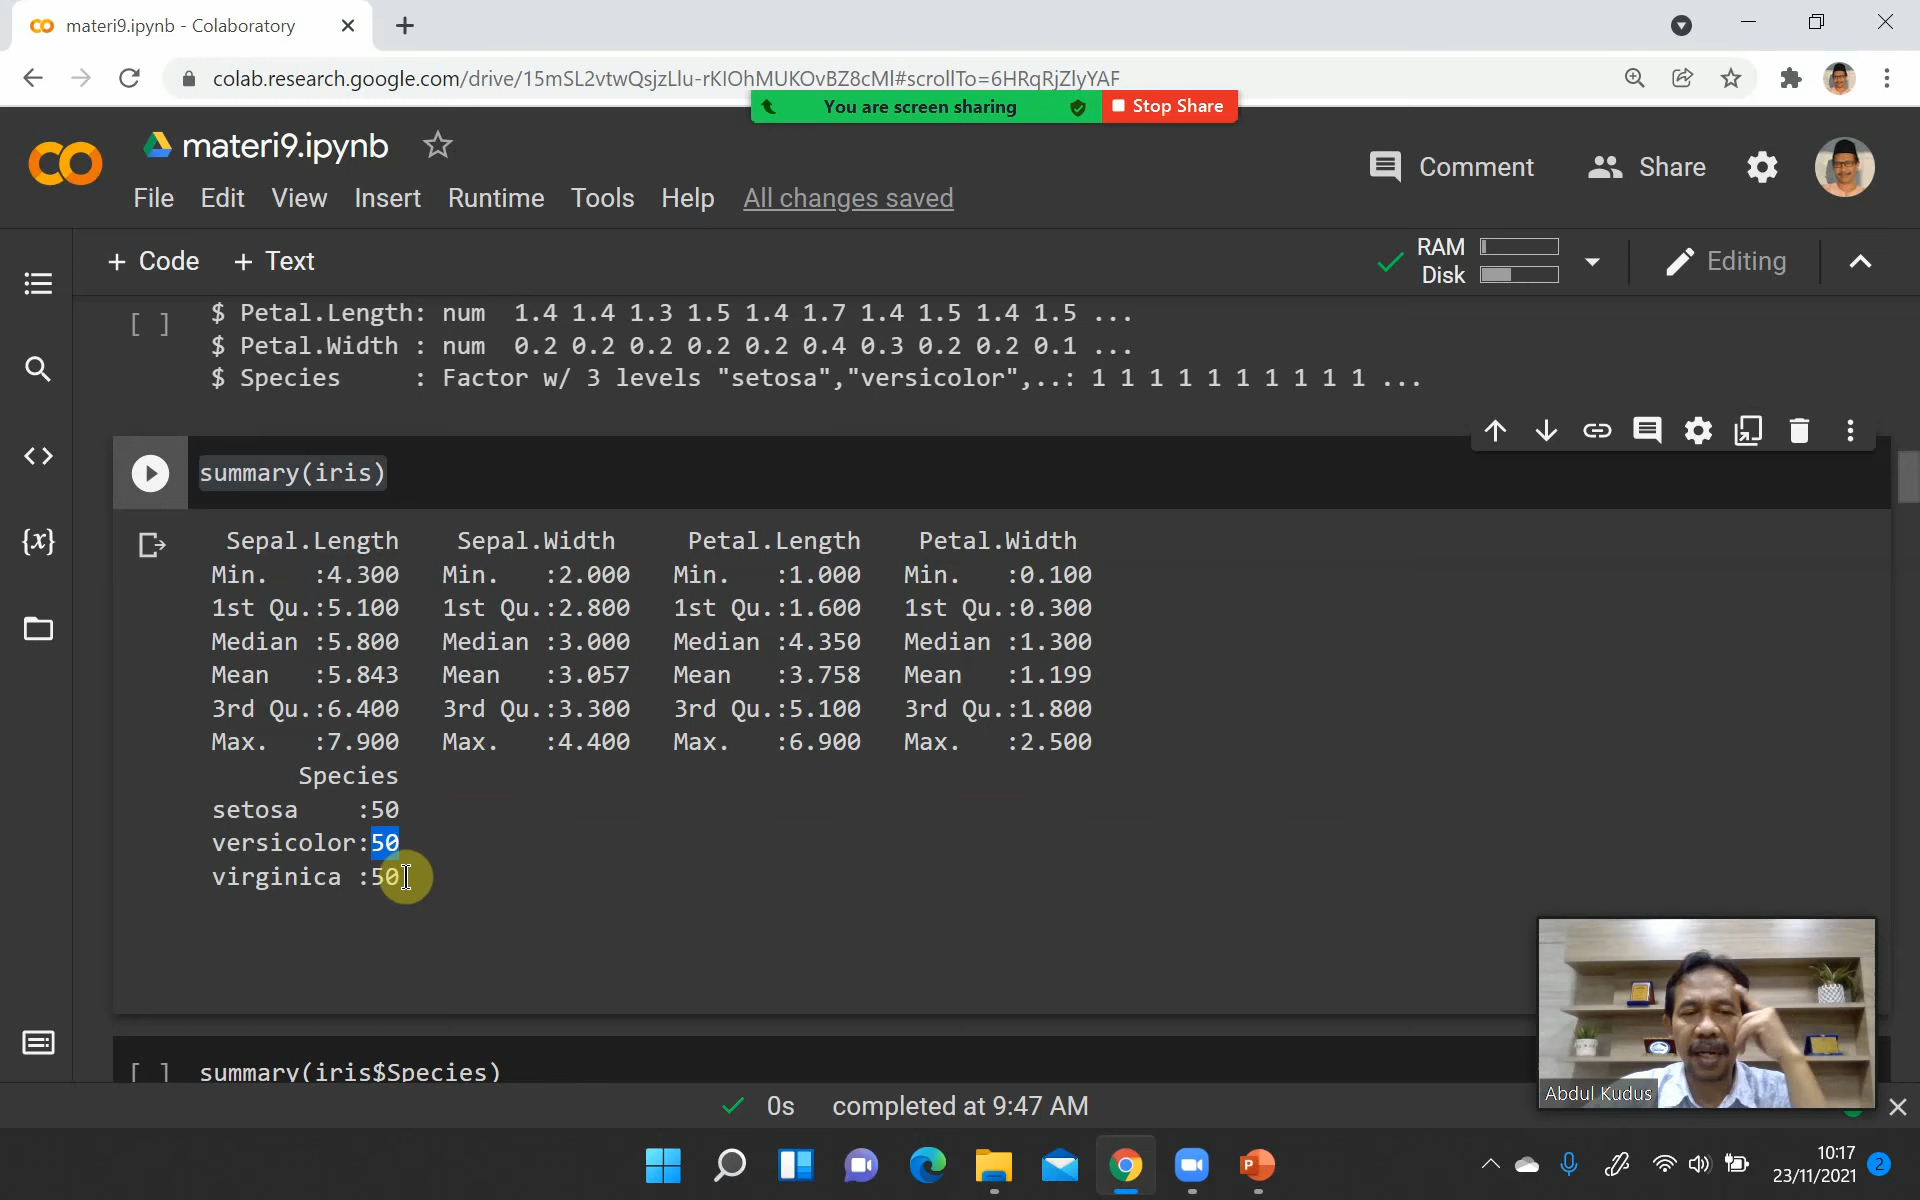 materi9.ipynb - Colaboratory
colab.research.google.com/drive/15mSL2vtwQsjzLlu-rKIOhMUKOvBZ8cMl#scrollTo=6HRqRjZlyYAF
You are screen sharing
Stop Share
materi9.ipynb
Comment
Share
File Edit View Insert Runtime Tools Help All changes saved
+ Code + Text
RAM
Disk
Editing
[ ] $ Petal.Length: num  1.4 1.4 1.3 1.5 1.4 1.7 1.4 1.5 1.4 1.5 ...
$ Petal.Width : num  0.2 0.2 0.2 0.2 0.2 0.4 0.3 0.2 0.2 0.1 ...
$ Species     : Factor w/ 3 levels "setosa","versicolor",..: 1 1 1 1 1 1 1 1 1 1 ...
summary(iris)
{x}
Sepal.Length    Sepal.Width     Petal.Length    Petal.Width
Min.   :4.300   Min.   :2.000   Min.   :1.000   Min.   :0.100
1st Qu.:5.100   1st Qu.:2.800   1st Qu.:1.600   1st Qu.:0.300
Median :5.800   Median :3.000   Median :4.350   Median :1.300
Mean   :5.843   Mean   :3.057   Mean   :3.758   Mean   :1.199
3rd Qu.:6.400   3rd Qu.:3.300   3rd Qu.:5.100   3rd Qu.:1.800
Max.   :7.900   Max.   :4.400   Max.   :6.900   Max.   :2.500
Species
setosa    :50
versicolor:50
virginica :50
[ ] summary(iris$Species)
Abdul Kudus
0s completed at 9:47 AM
10:17
23/11/2021
2